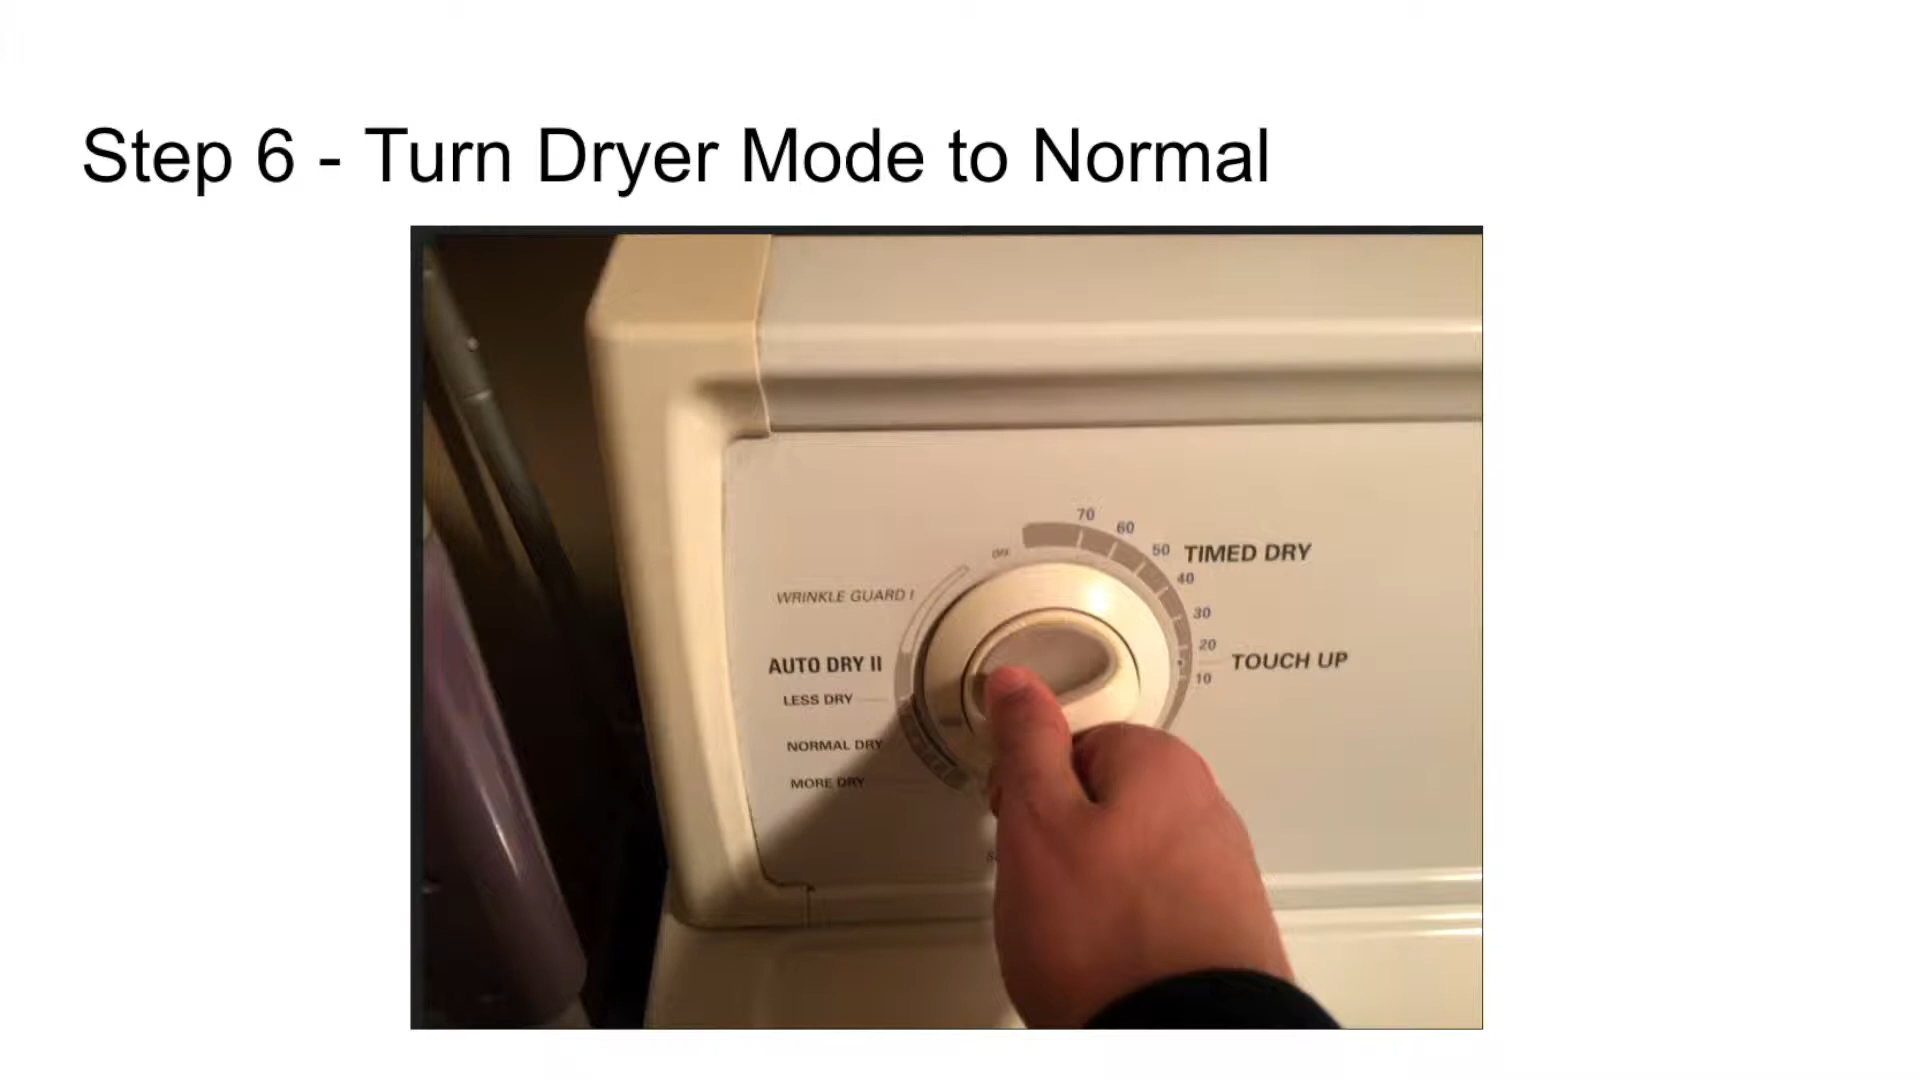 Step 6 - Turn Dryer Mode to Normal
70
60
OFF
50
TIMED DRY
40
WRINKLE GUARD I
30
20
AUTO DRY II
TOUCH UP
10
LESS DRY
NORMAL DRY
MORE DRY